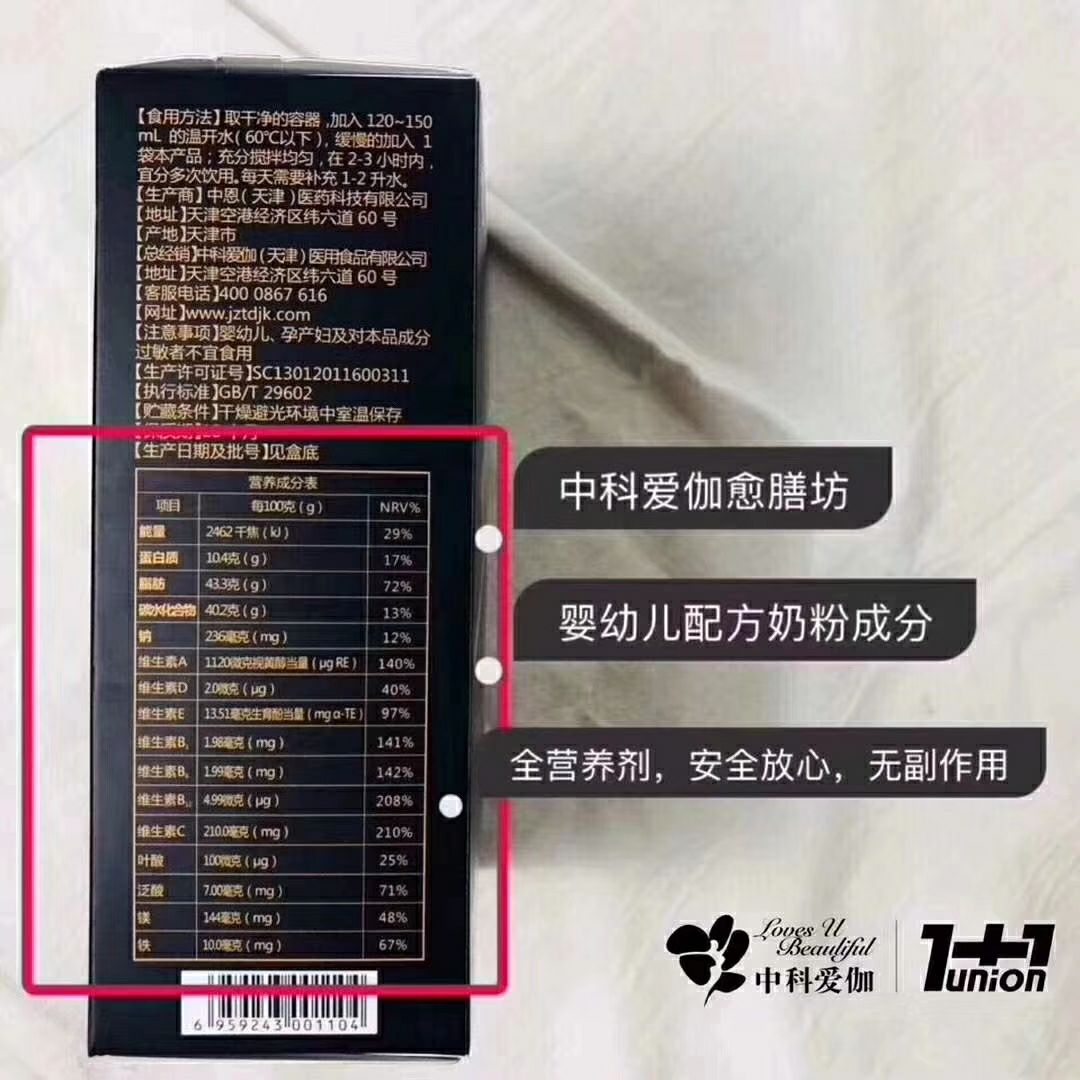 【食用方法】取干净的容器,加入 120~150
mL 的温开水(60℃以下),缓慢的加入 1
袋本产品；充分搅拌均匀,在 2-3 小时内,
宜分多次饮用。每天需要补充 1-2 升水。
【生产商】中恩(天津)医药科技有限公司
【地址】天津空港经济区纬六道 60 号
【产地】天津市
【总经销】中科爱伽(天津)医用食品有限公司
【地址】天津空港经济区纬六道 60 号
【客服电话】400 0867 616
【网址】www.jztdjk.com
【注意事项】婴幼儿、孕产妇及对本品成分
过敏者不宜食用
【生产许可证号】SC13012011600311
【执行标准】GB/T 29602
【贮藏条件】干燥避光环境中室温保存
【生产日期及批号】见盒底
营养成分表
项目 每100克(g) NRV%
能量 2462 千焦(kJ) 29%
蛋白质 10.4克(g) 17%
脂肪 43.3克(g) 72%
碳水化合物 40.2克(g) 13%
钠 236毫克(mg) 12%
维生素A 1120微克视黄醇当量(μg RE) 140%
维生素D 2.0微克(μg) 40%
维生素E 13.51毫克生育酚当量(mg α-TE) 97%
维生素B₁ 1.98毫克(mg) 141%
维生素B₆ 1.99毫克(mg) 142%
维生素B₁₂ 4.99微克(μg) 208%
维生素C 210.0毫克(mg) 210%
叶酸 100微克(μg) 25%
泛酸 7.00毫克(mg) 71%
镁 144毫克(mg) 48%
铁 10.0毫克(mg) 67%
6 959243 001104
中科爱伽愈膳坊
婴幼儿配方奶粉成分
全营养剂，安全放心，无副作用
Loves U
Beautiful
中科爱伽
1+1
union